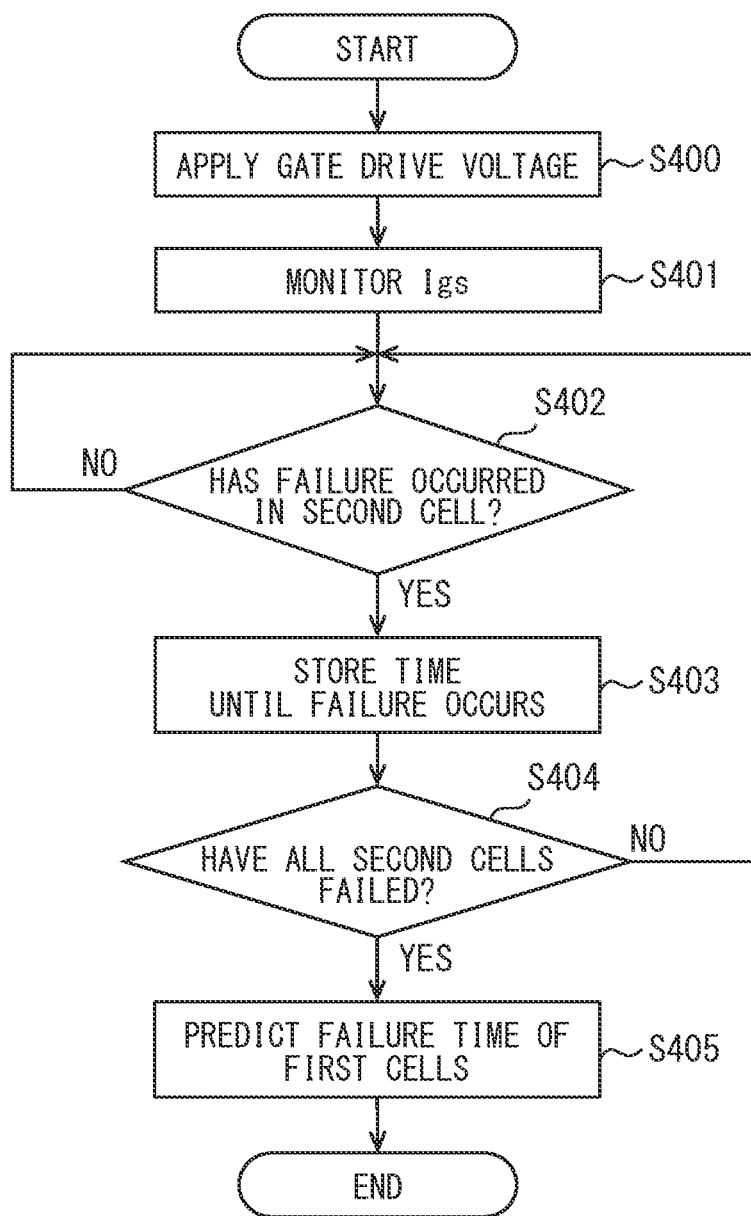 START
APPLY GATE DRIVE VOLTAGE
S400
MONITOR Igs
S401
S402
HAS FAILURE OCCURRED
IN SECOND CELL?
NO
YES
STORE TIME
UNTIL FAILURE OCCURS
S403
S404
HAVE ALL SECOND CELLS
FAILED?
NO
YES
PREDICT FAILURE TIME OF
FIRST CELLS
S405
END